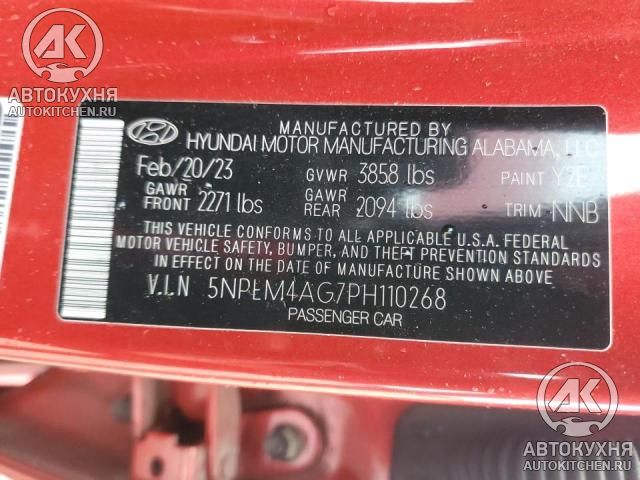 АК
АВТОКУХНЯ
AUTOKITCHEN.RU
MANUFACTURED BY
HYUNDAI MOTOR MANUFACTURING ALABAMA, LLC
Feb/20/23 GVWR 3858 lbs PAINT Y2E
GAWR FRONT 2271 lbs GAWR REAR 2094 lbs TRIM NNB
THIS VEHICLE CONFORMS TO ALL APPLICABLE U.S.A. FEDERAL
MOTOR VEHICLE SAFETY, BUMPER, AND THEFT PREVENTION STANDARDS
IN EFFECT ON THE DATE OF MANUFACTURE SHOWN ABOVE
V.I.N 5NPLM4AG7PH110268
PASSENGER CAR
АК
АВТОКУХНЯ
AUTOKITCHEN.RU